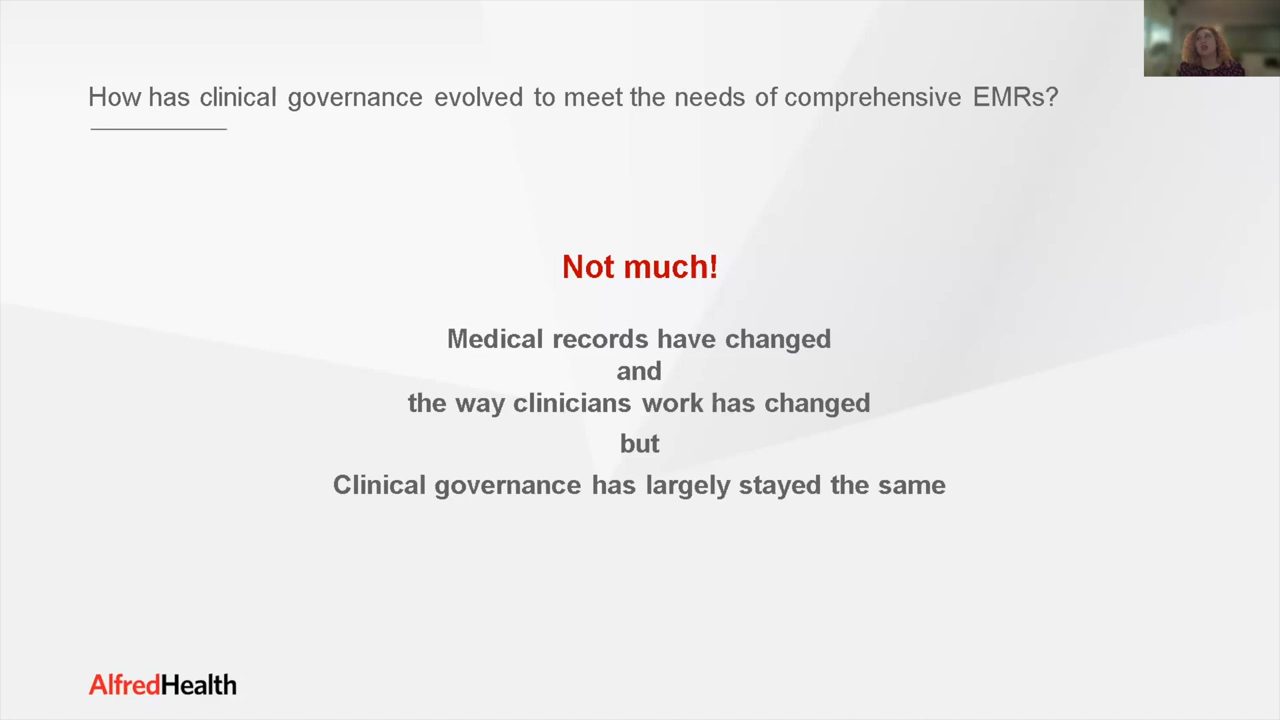 How has clinical governance evolved to meet the needs of comprehensive EMRs?
Not much!
Medical records have changed
and
the way clinicians work has changed
but
Clinical governance has largely stayed the same
AlfredHealth